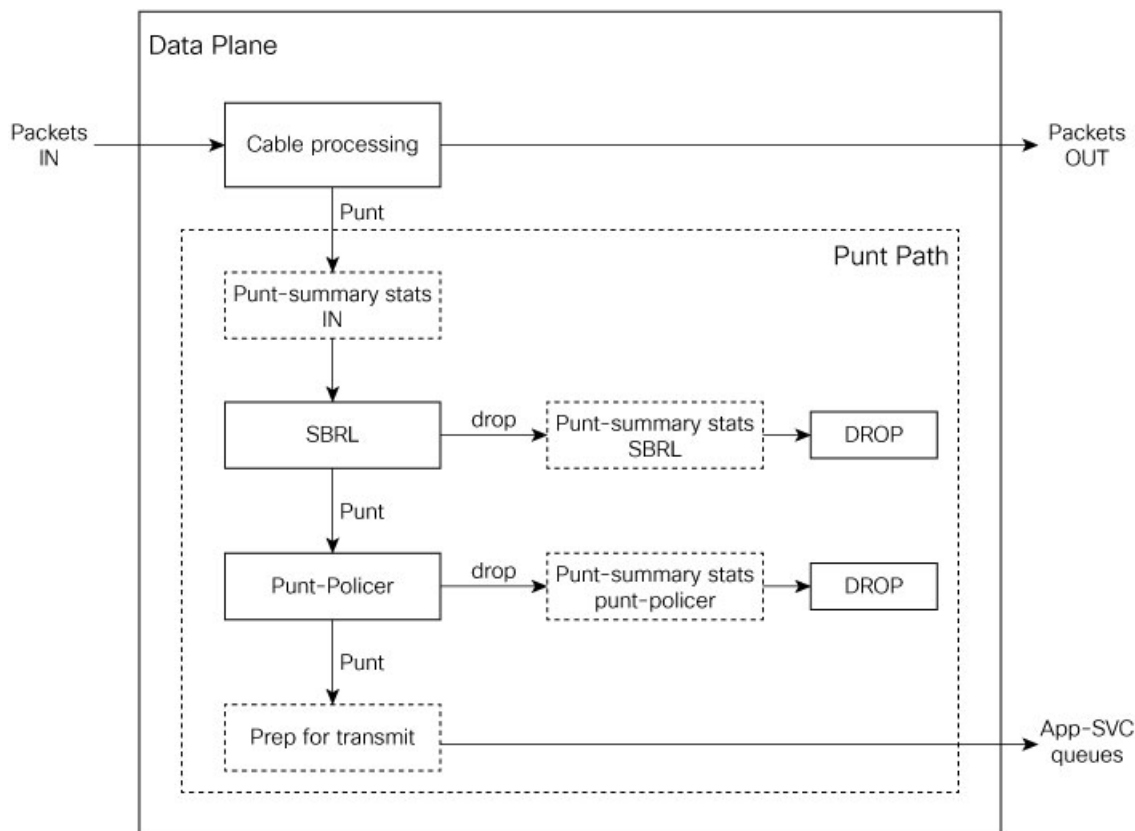 Data Plane
Packets
IN
Cable processing
Packets
OUT
Punt
Punt Path
Punt-summary stats
IN
SBRL
drop
Punt-summary stats
SBRL
DROP
Punt
Punt-Policer
drop
Punt-summary stats
punt-policer
DROP
Punt
Prep for transmit
App-SVC
queues